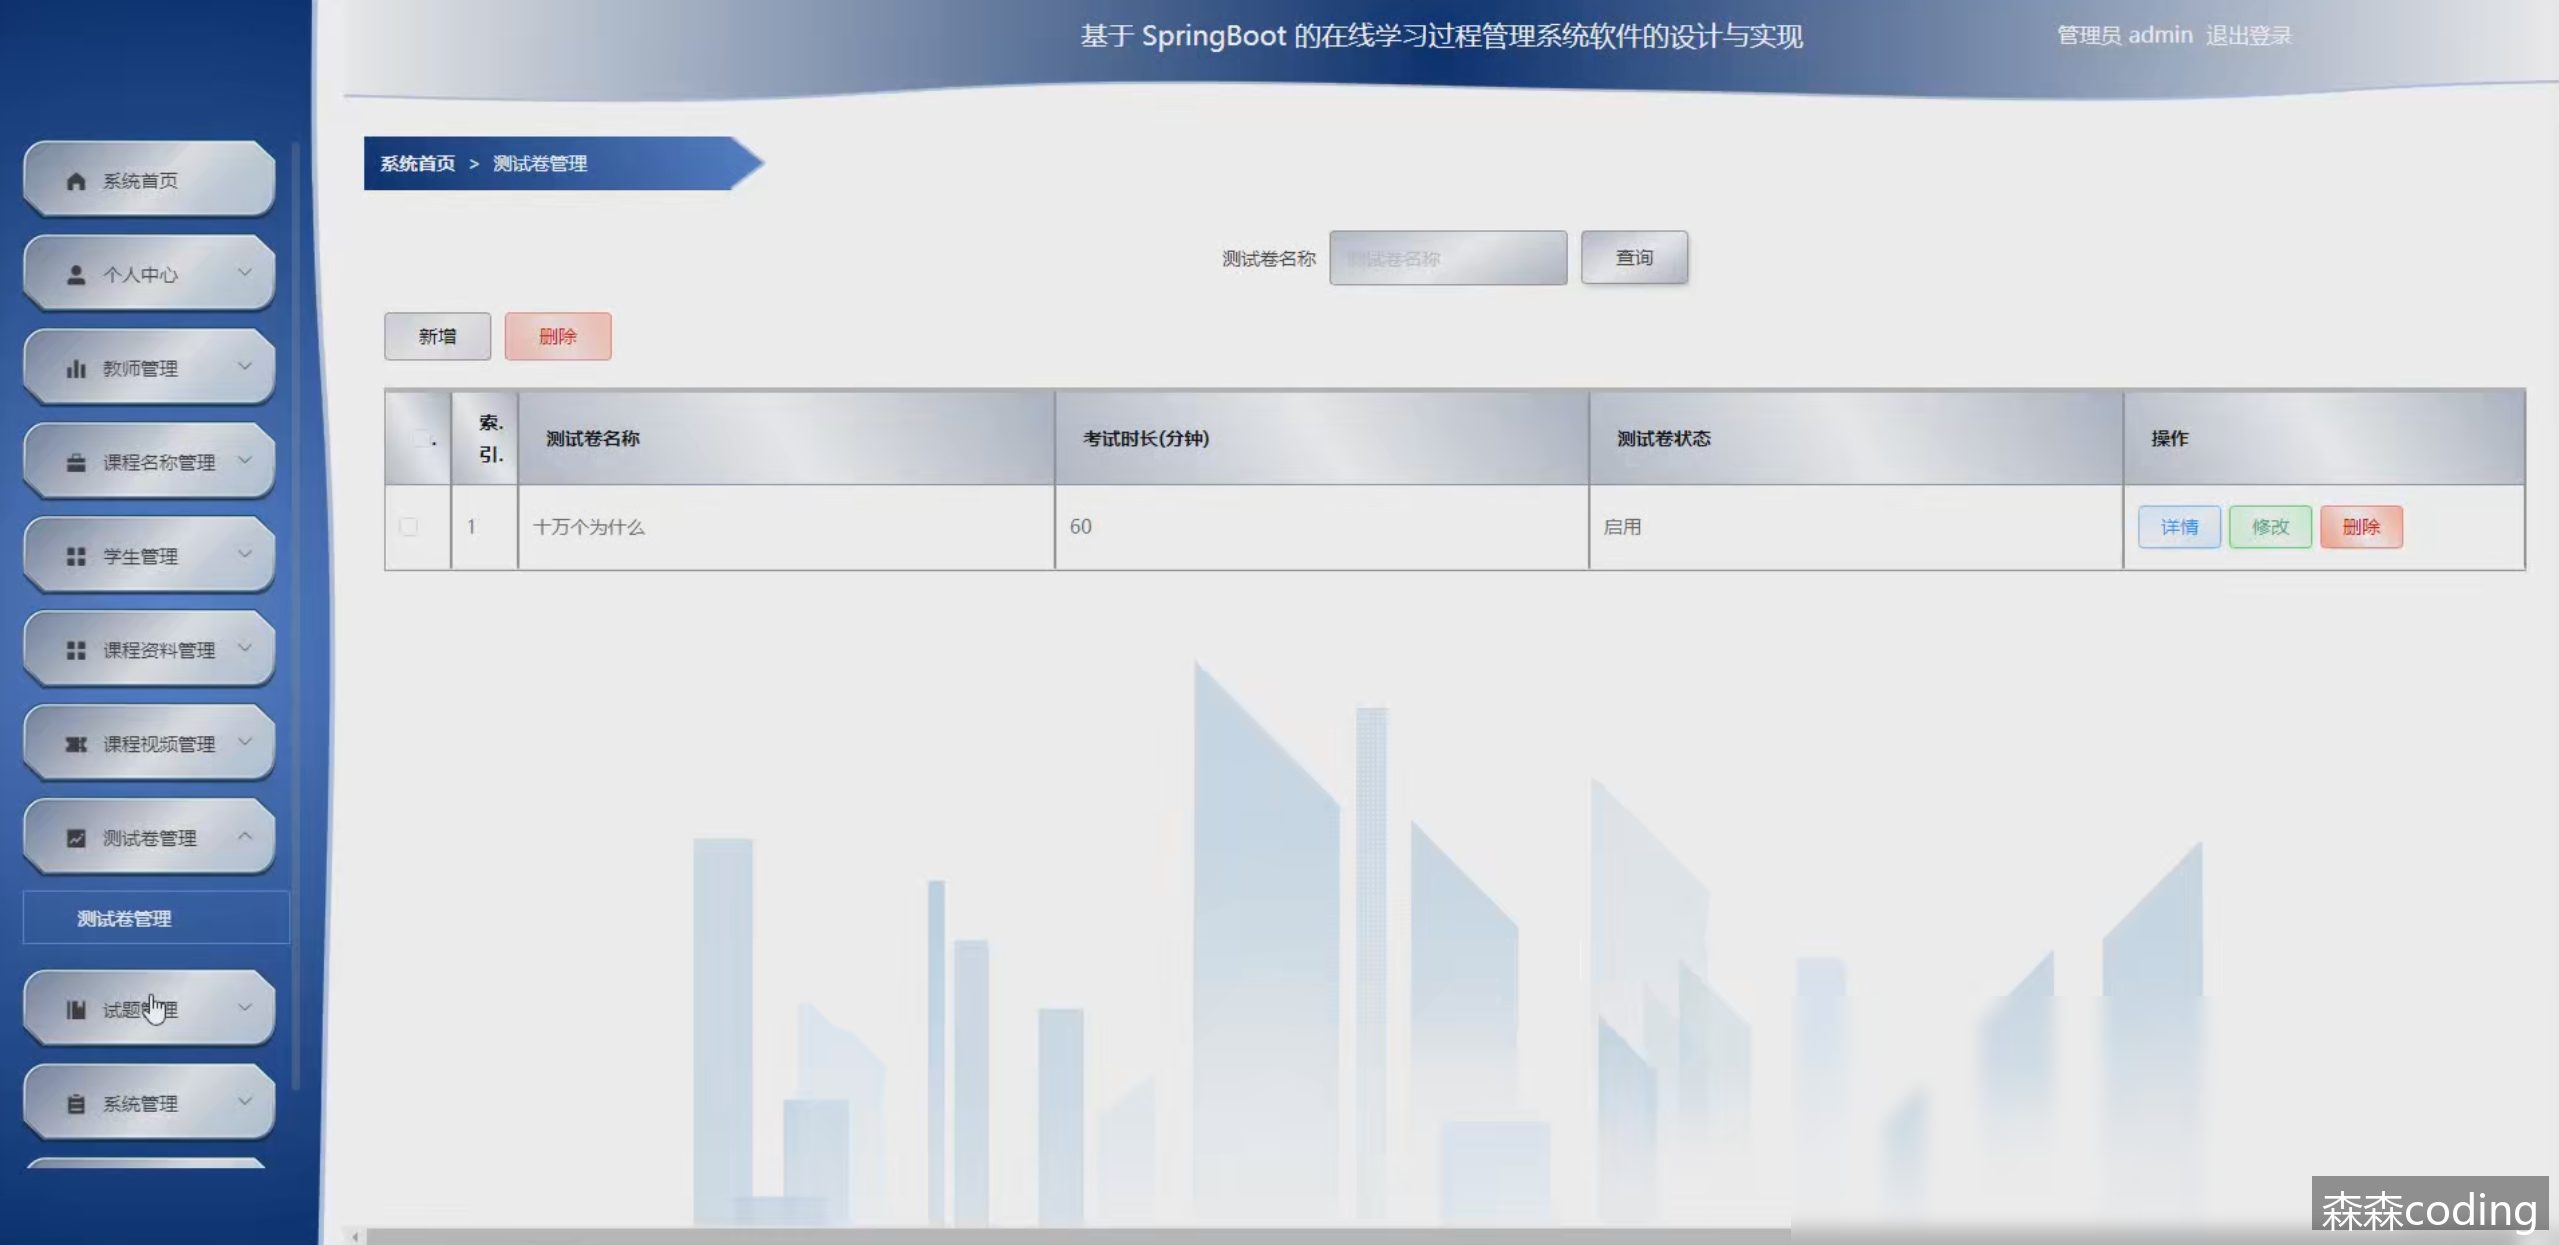 基于 SpringBoot 的在线学习过程管理系统软件的设计与实现
管理员 admin 退出登录
系统首页
个人中心
教师管理
课程名称管理
学生管理
课程资料管理
课程视频管理
测试卷管理
测试卷管理
试题管理
系统管理
系统首页 > 测试卷管理
测试卷名称 测试卷名称 查询
新增 删除
索. 测试卷名称 考试时长(分钟) 测试卷状态 操作
引.
1 十万个为什么 60 启用 详情 修改 删除
森森coding